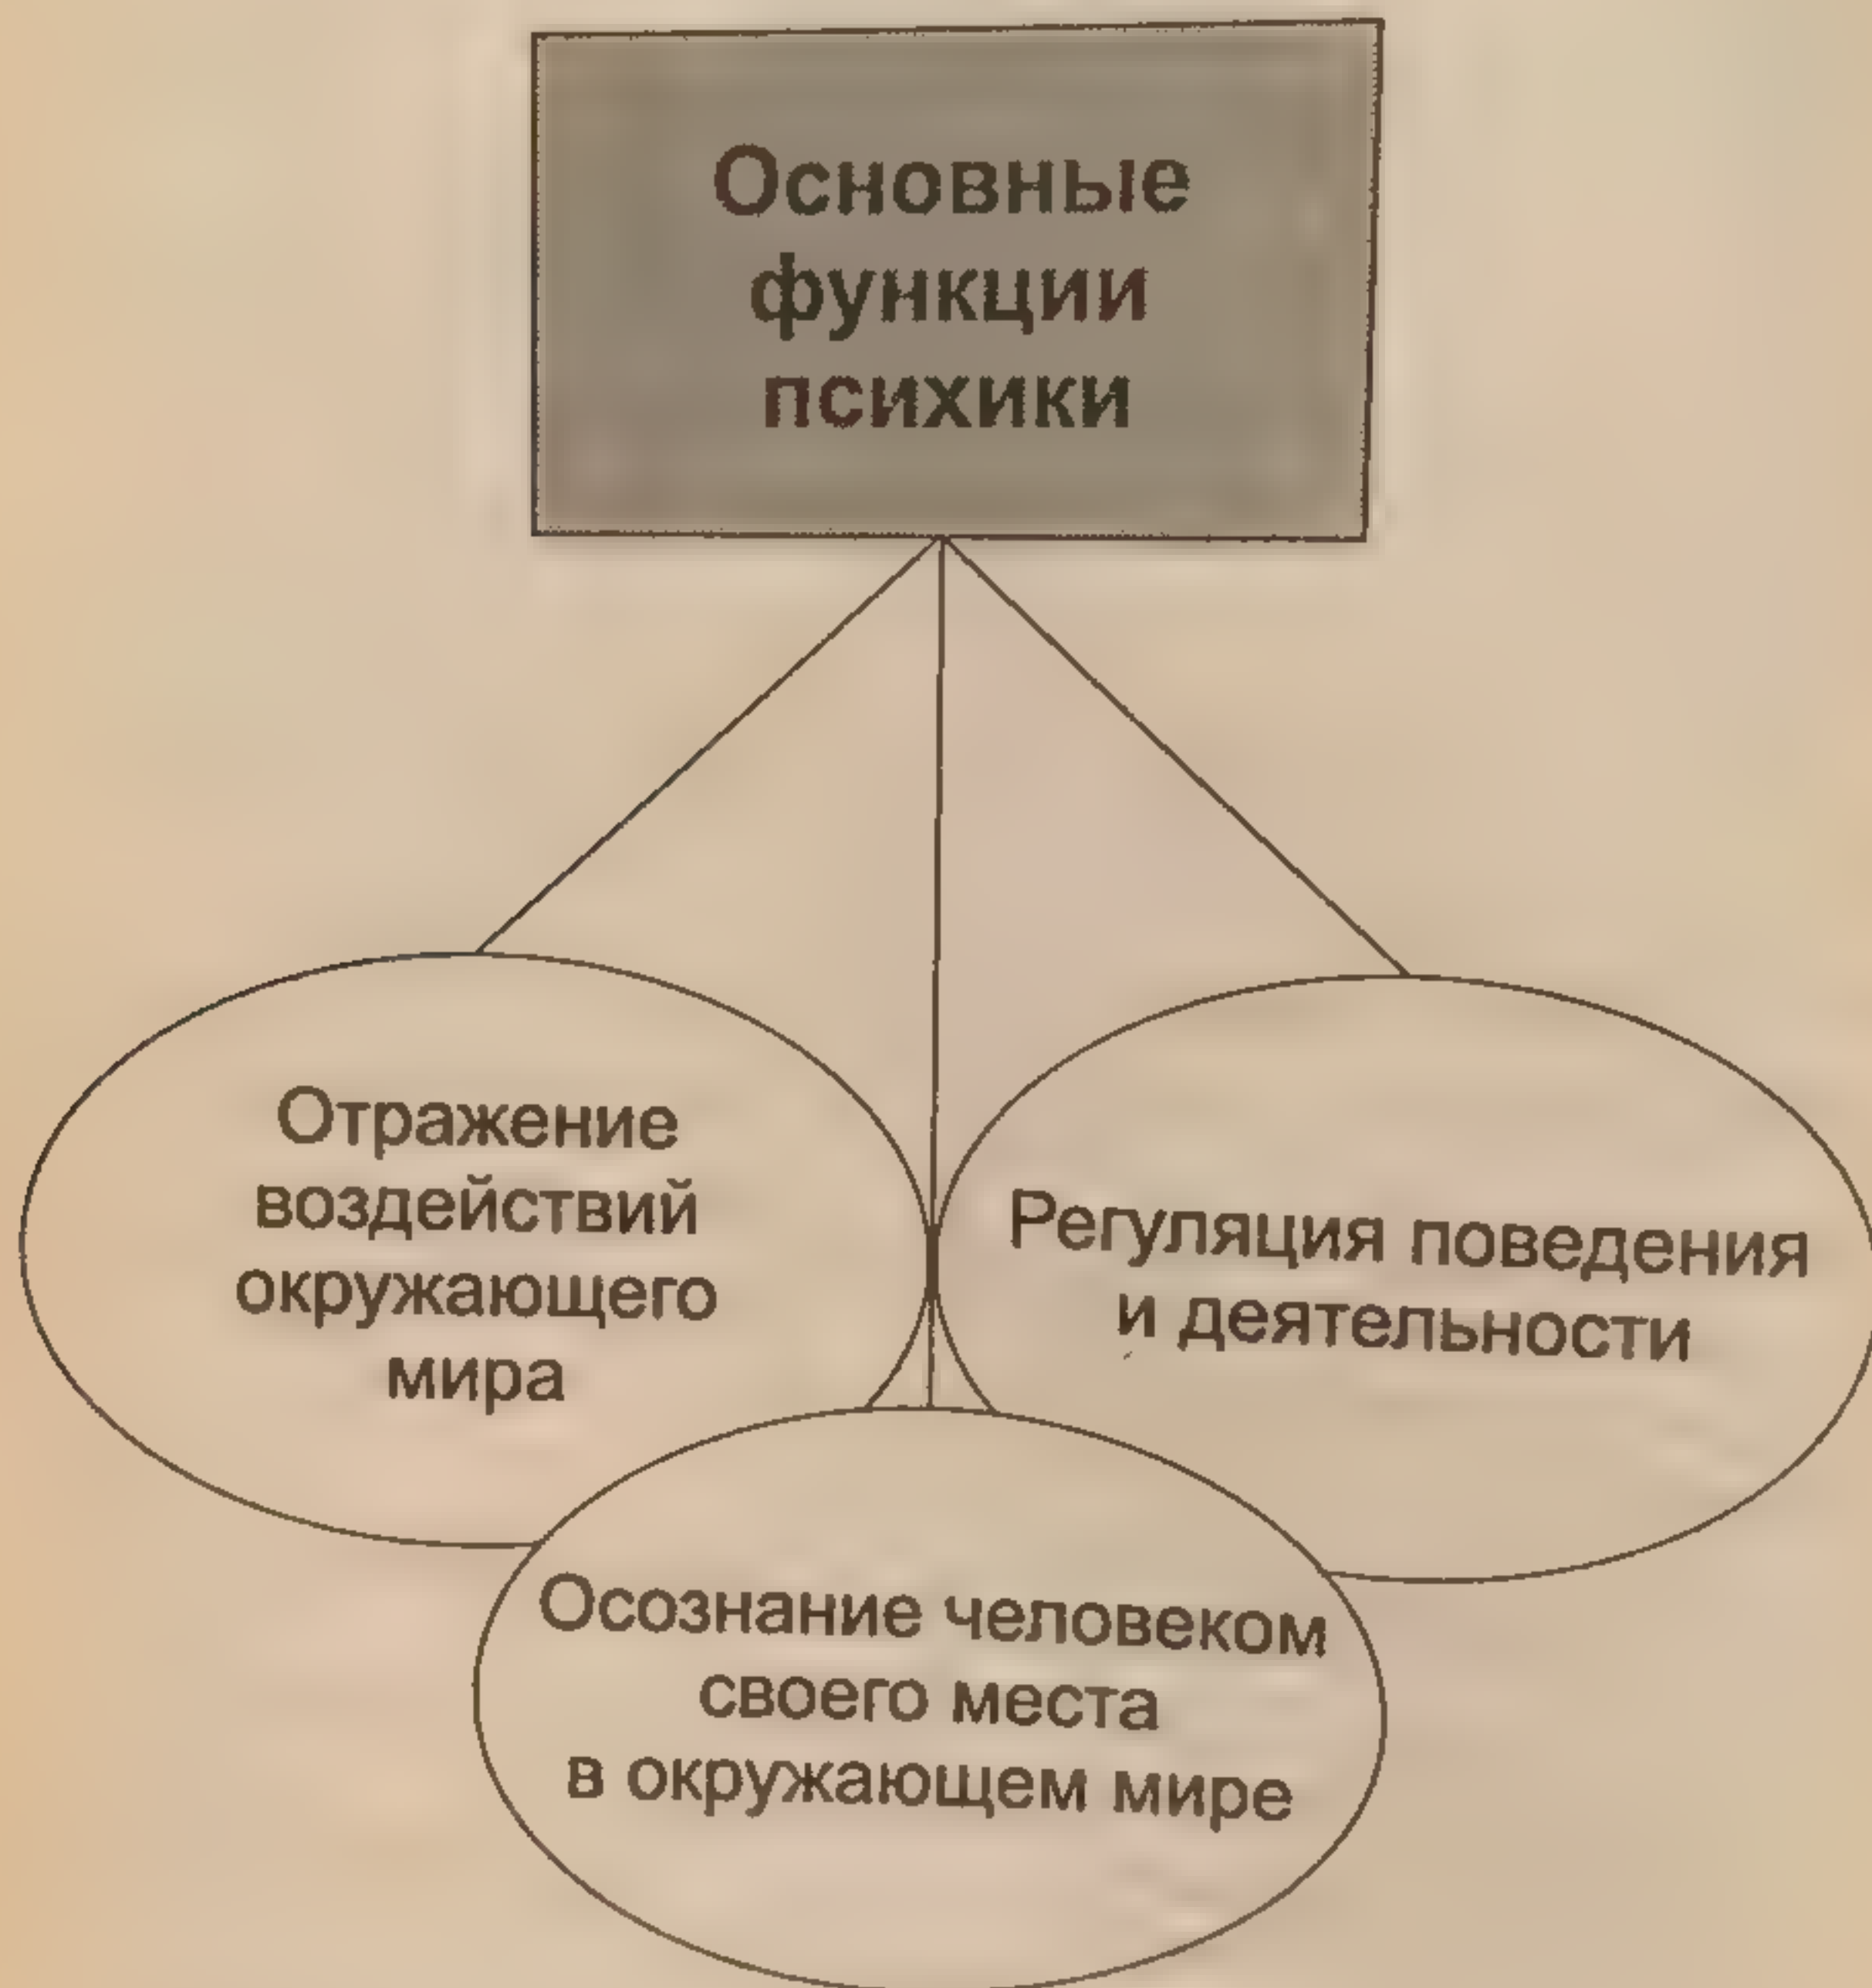 Основные
функции
психики
Отражение
воздействий
окружающего
мира
Регуляция поведения
и деятельности
Осознание человеком
своего места
в окружающем мире